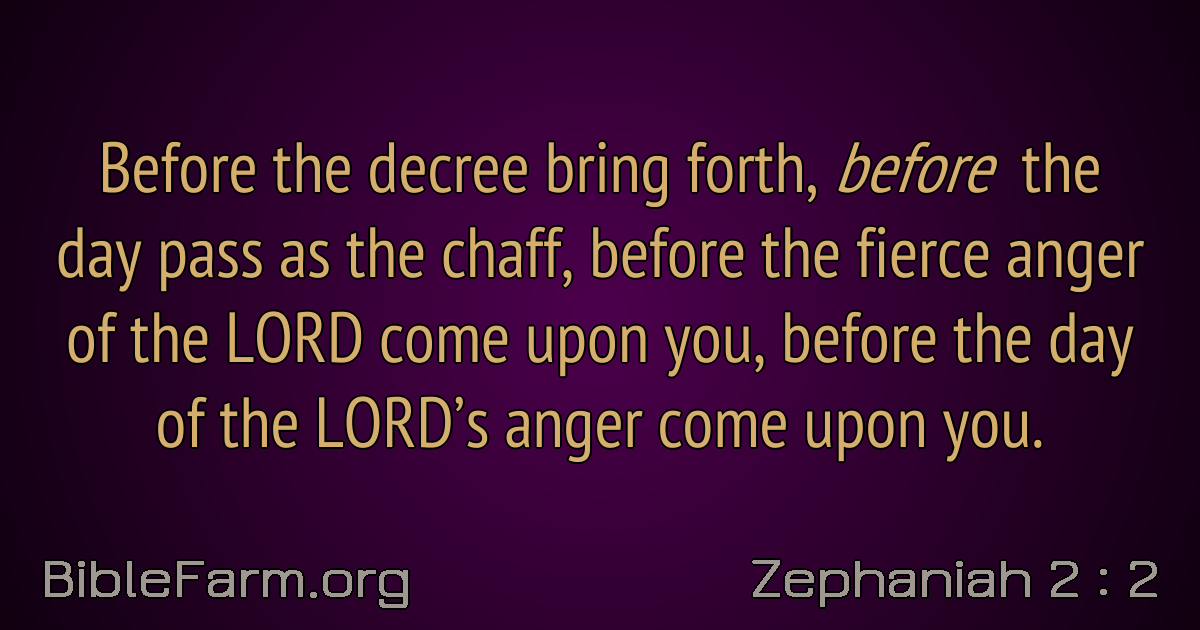 Before the decree bring forth, before the
day pass as the chaff, before the fierce anger
of the LORD come upon you, before the day
of the LORD’s anger come upon you.
BibleFarm.org
Zephaniah 2 : 2